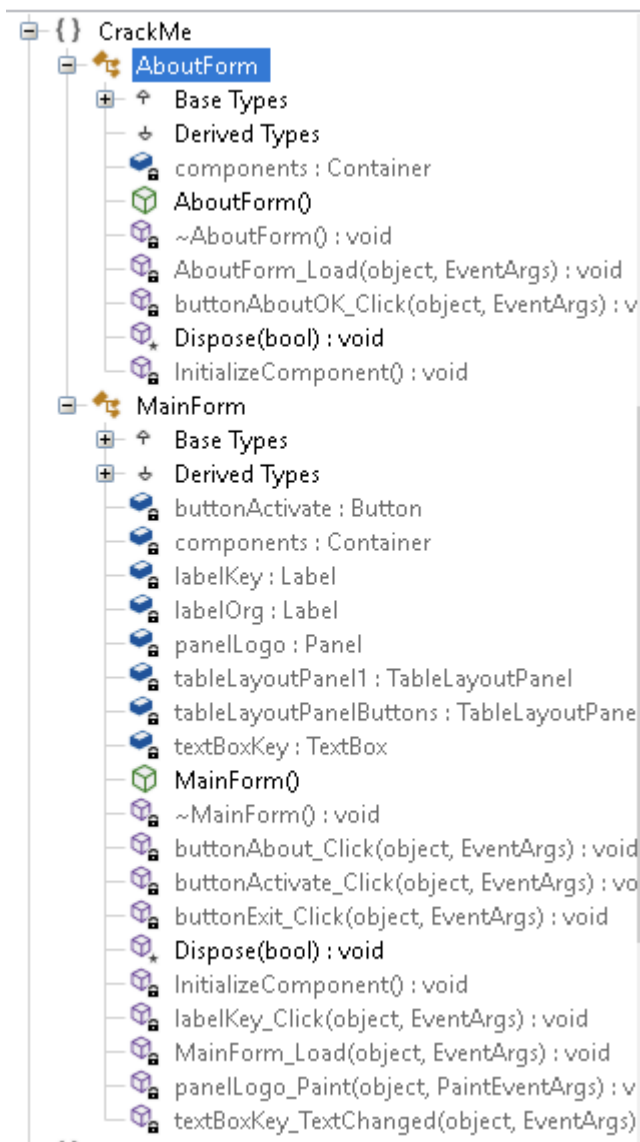 { } CrackMe
AboutForm
Base Types
Derived Types
components : Container
AboutForm()
~AboutForm() : void
AboutForm_Load(object, EventArgs) : void
buttonAboutOK_Click(object, EventArgs) : v
Dispose(bool) : void
InitializeComponent() : void
MainForm
Base Types
Derived Types
buttonActivate : Button
components : Container
labelKey : Label
labelOrg : Label
panelLogo : Panel
tableLayoutPanel1 : TableLayoutPanel
tableLayoutPanelButtons : TableLayoutPane
textBoxKey : TextBox
MainForm()
~MainForm() : void
buttonAbout_Click(object, EventArgs) : void
buttonActivate_Click(object, EventArgs) : vo
buttonExit_Click(object, EventArgs) : void
Dispose(bool) : void
InitializeComponent() : void
labelKey_Click(object, EventArgs) : void
MainForm_Load(object, EventArgs) : void
panelLogo_Paint(object, PaintEventArgs) : v
textBoxKey_TextChanged(object, EventArgs)